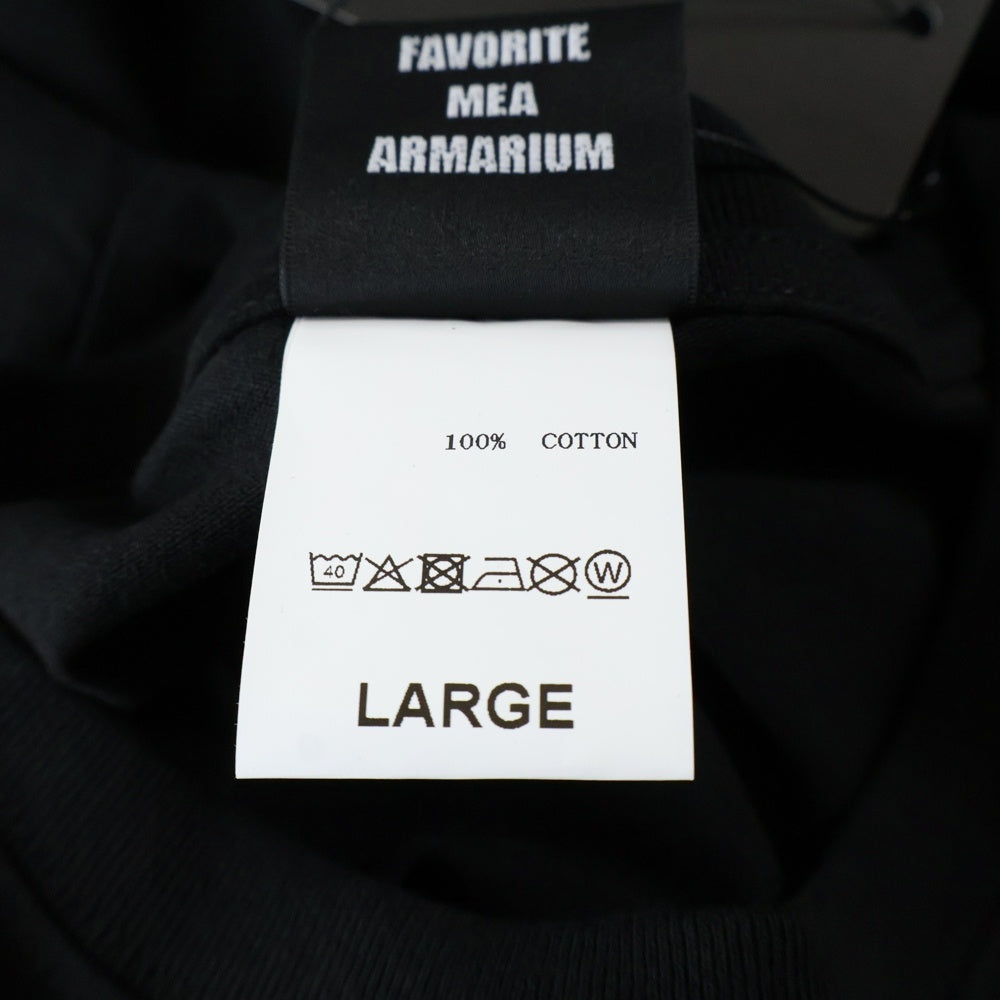 FAVORITE
MEA
ARMARIUM
100% COTTON
40 W
LARGE